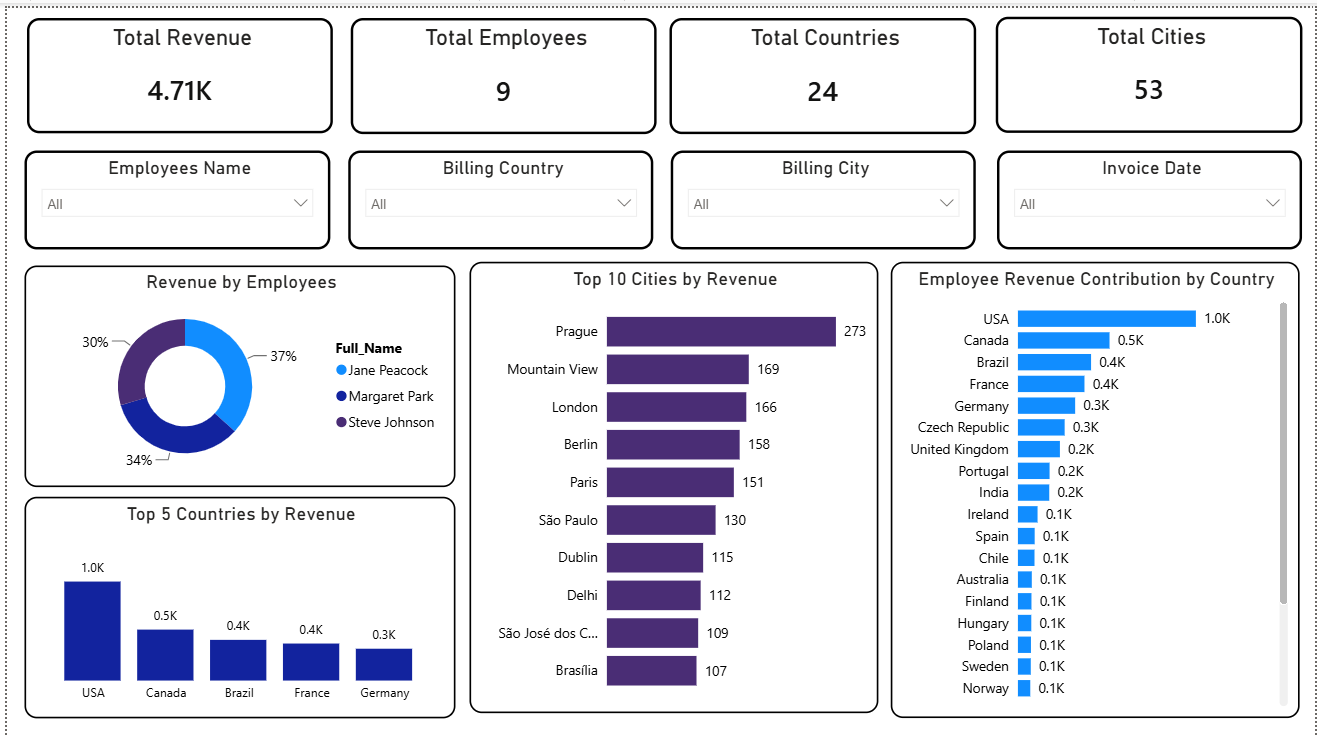 Total Revenue
4.71K
Total Employees
9
Total Countries
24
Total Cities
53
Employees Name
All
Billing Country
All
Billing City
All
Invoice Date
All
Revenue by Employees
30%
37%
34%
Full_Name
Jane Peacock
Margaret Park
Steve Johnson
Top 5 Countries by Revenue
1.0K
0.5K
0.4K
0.4K
0.3K
USA
Canada
Brazil
France
Germany
Top 10 Cities by Revenue
Prague 273
Mountain View 169
London 166
Berlin 158
Paris 151
São Paulo 130
Dublin 115
Delhi 112
São José dos C... 109
Brasília 107
Employee Revenue Contribution by Country
USA 1.0K
Canada 0.5K
Brazil 0.4K
France 0.4K
Germany 0.3K
Czech Republic 0.3K
United Kingdom 0.2K
Portugal 0.2K
India 0.2K
Ireland 0.1K
Spain 0.1K
Chile 0.1K
Australia 0.1K
Finland 0.1K
Hungary 0.1K
Poland 0.1K
Sweden 0.1K
Norway 0.1K